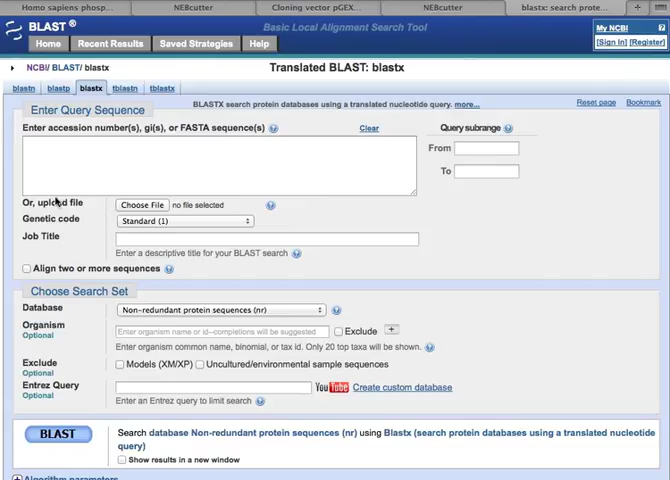 Homo sapiens phosp... NEBcutter Cloning vector pGEX... NEBcutter blastx: search prote...
BLAST ® Basic Local Alignment Search Tool
My NCBI
[Sign In] [Register]
Home Recent Results Saved Strategies Help
NCBI/ BLAST/ blastx Translated BLAST: blastx
blastn blastp blastx tblastn tblastx
BLASTX search protein databases using a translated nucleotide query. more... Reset page Bookmark
Enter Query Sequence
Enter accession number(s), gi(s), or FASTA sequence(s) Clear Query subrange
From
To
Or, upload file Choose File no file selected
Genetic code Standard (1)
Job Title
Enter a descriptive title for your BLAST search
Align two or more sequences
Choose Search Set
Database Non-redundant protein sequences (nr)
Organism
Optional
Enter organism name or id--completions will be suggested Exclude
Enter organism common name, binomial, or tax id. Only 20 top taxa will be shown.
Exclude
Optional
Models (XM/XP) Uncultured/environmental sample sequences
Entrez Query
Optional
YouTube Create custom database
Enter an Entrez query to limit search
BLAST
Search database Non-redundant protein sequences (nr) using Blastx (search protein databases using a translated nucleotide
query)
Show results in a new window
Algorithm parameters